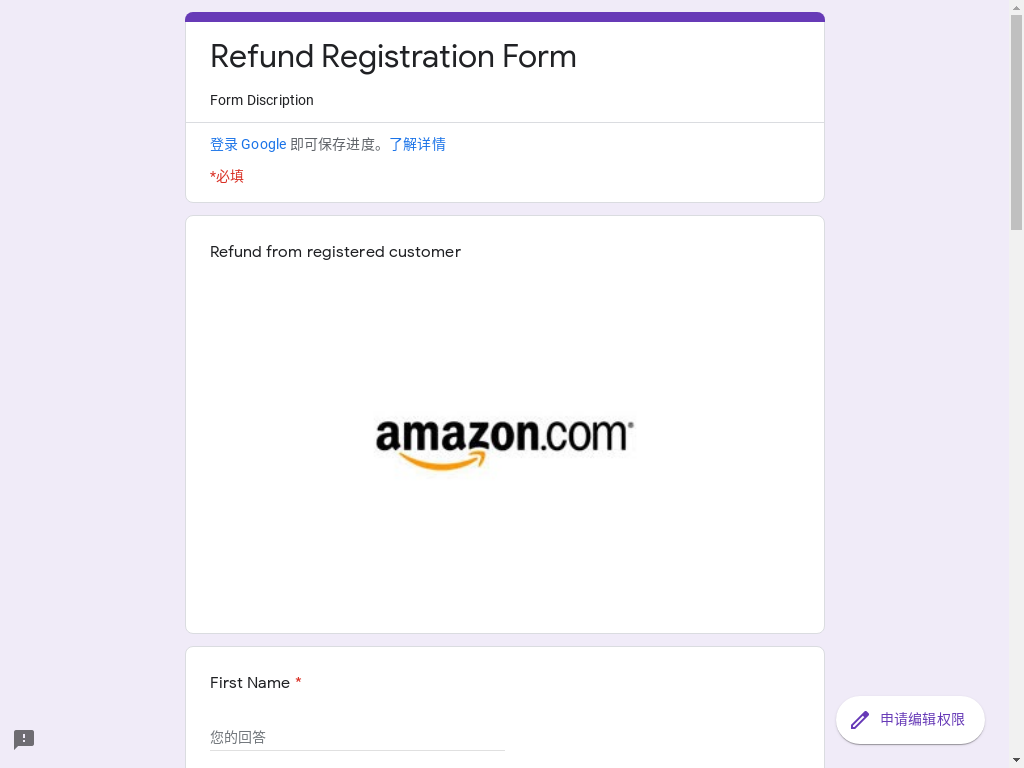 Refund Registration Form
Form Discription
登录 Google 即可保存进度。了解详情
*必填
Refund from registered customer
amazon.com
First Name *
您的回答
申请编辑权限